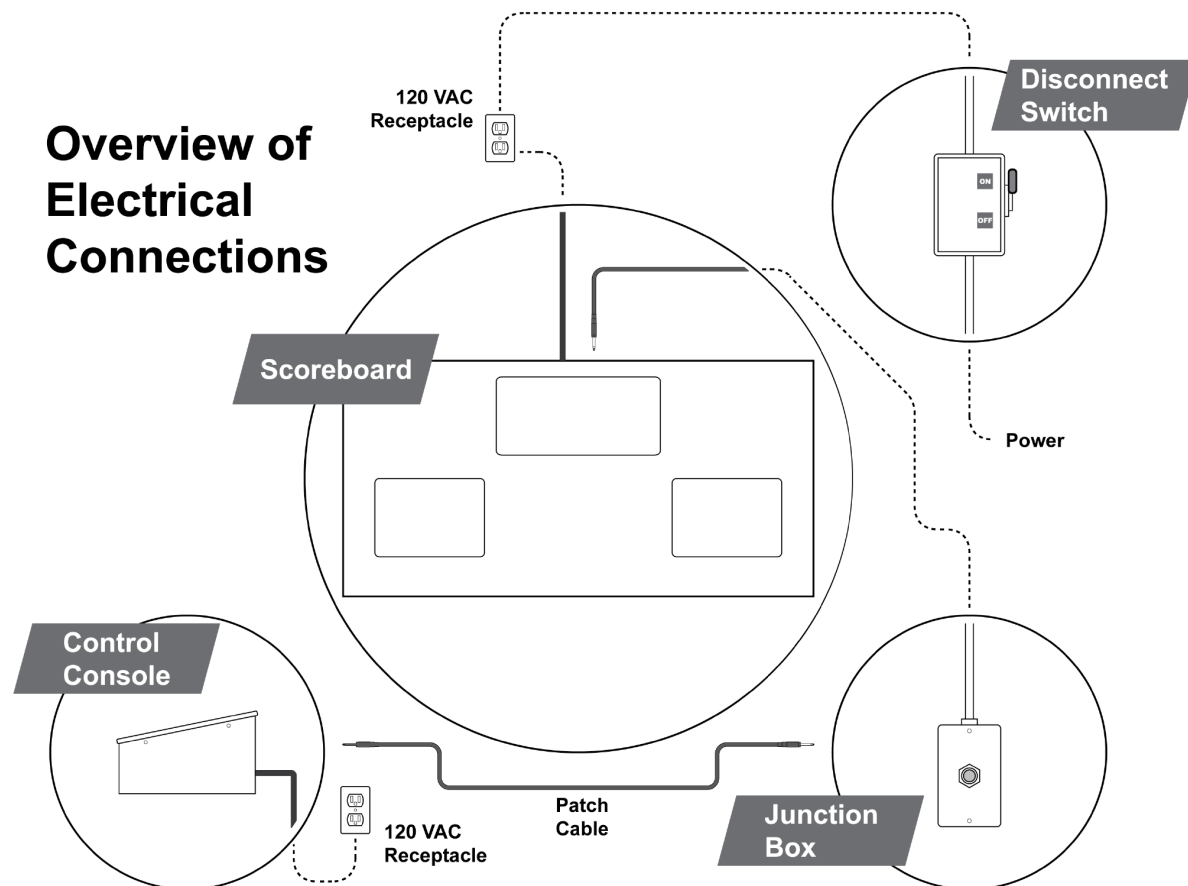 Overview of
Electrical
Connections
120 VAC
Receptacle
Disconnect
Switch
ON
OFF
Scoreboard
Power
Control
Console
Patch
Cable
120 VAC
Receptacle
Junction
Box